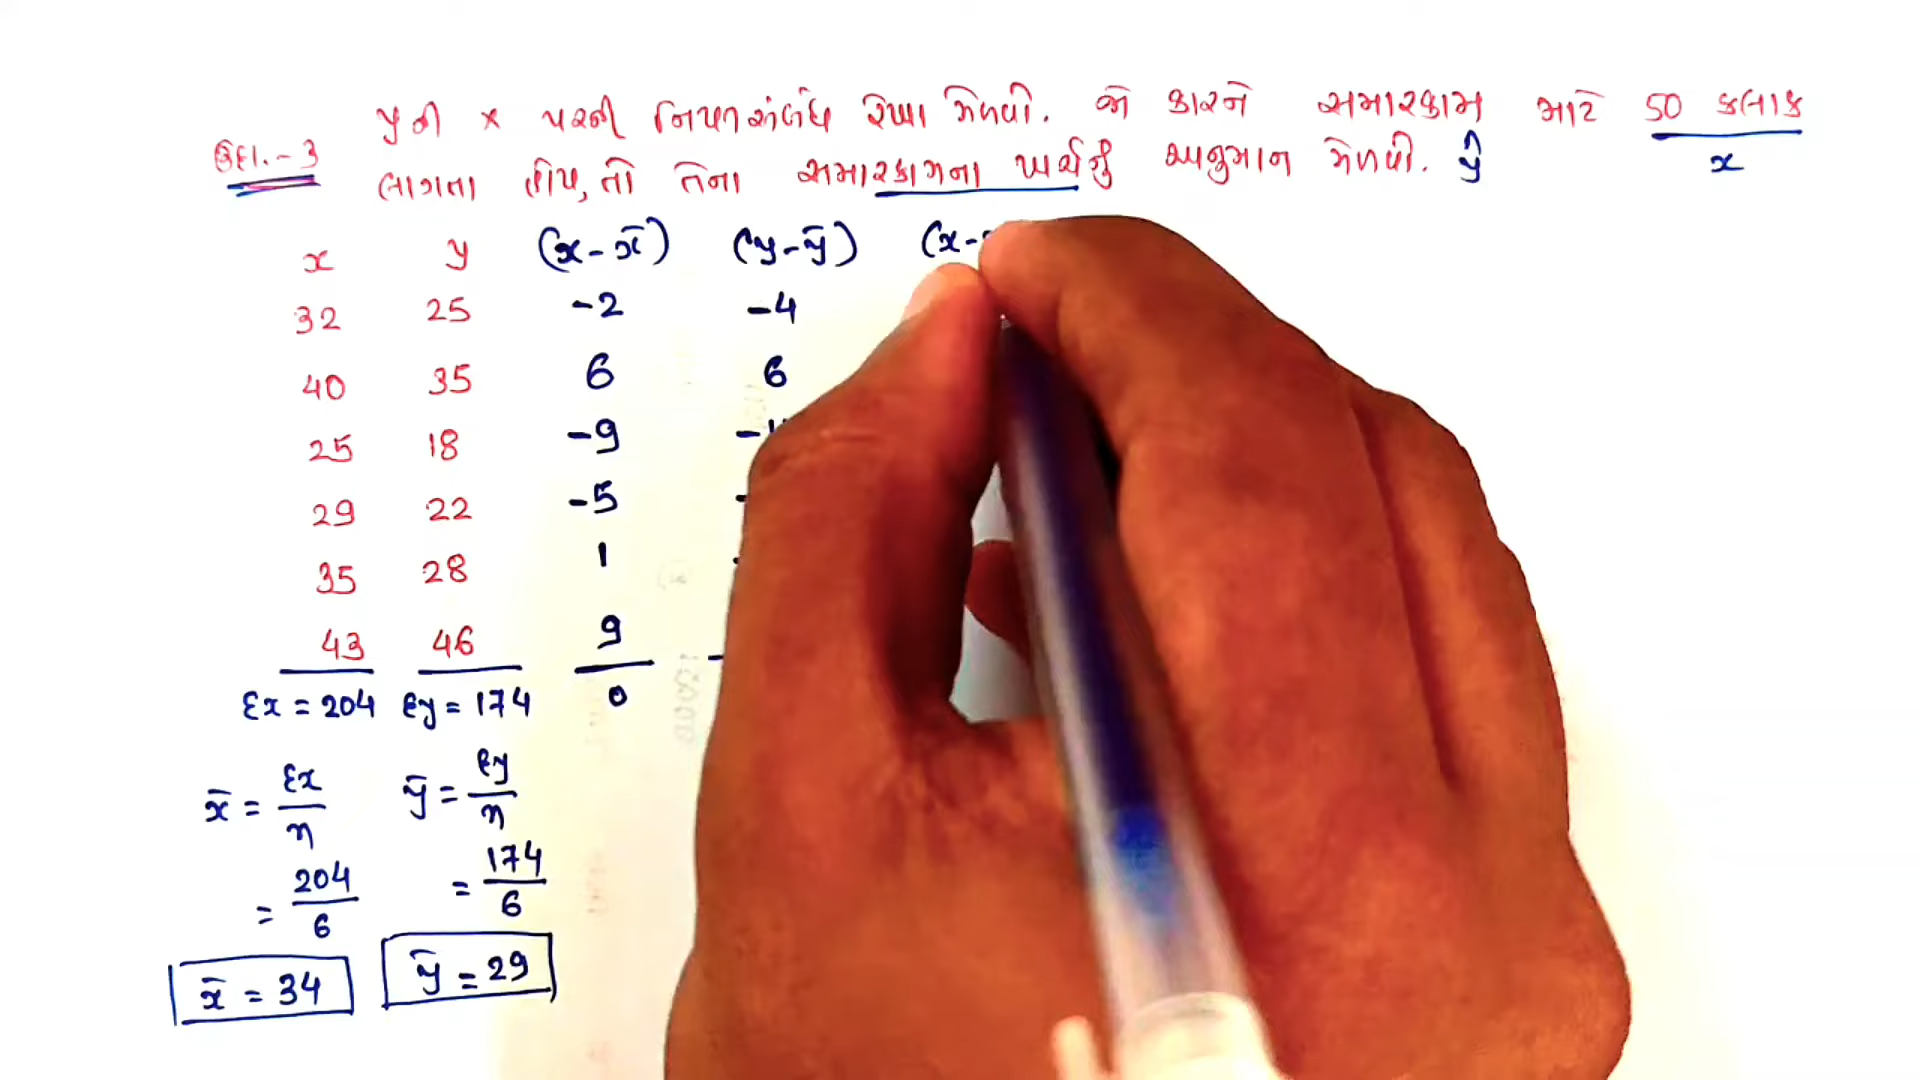 ઉદા.-3 yની x પરની નિયતસંબંધ રેખા મેળવો. જો કારને સમારકામ માટે 50 કલાક
લાગતા હોય, તો તેના સમારકામના ખર્ચનું અનુમાન મેળવો. ŷ x
x y (x-x̄) (y-ȳ) (x-
32 25 -2 -4
40 35 6 6
25 18 -9
29 22 -5
35 28 1
43 46 9
Σx = 204 Σy = 174 0
x̄ = Σx/n ȳ = Σy/n
= 204/6 = 174/6
x̄ = 34 ȳ = 29